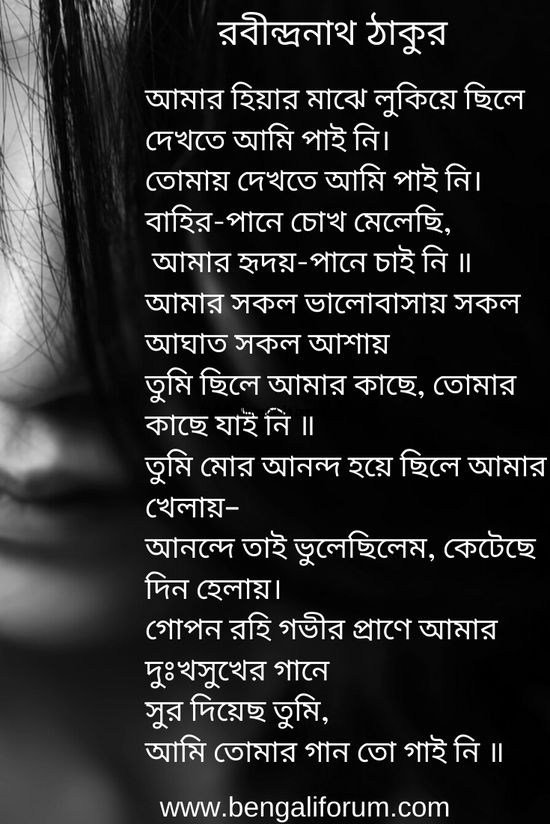 রবীন্দ্রনাথ ঠাকুর
আমার হিয়ার মাঝে লুকিয়ে ছিলে
দেখতে আমি পাই নি।
তোমায় দেখতে আমি পাই নি।
বাহির-পানে চোখ মেলেছি,
আমার হৃদয়-পানে চাই নি ॥
আমার সকল ভালোবাসায় সকল
আঘাত সকল আশায়
তুমি ছিলে আমার কাছে, তোমার
কাছে যাই নি ॥
তুমি মোর আনন্দ হয়ে ছিলে আমার
খেলায়–
আনন্দে তাই ভুলেছিলেম, কেটেছে
দিন হেলায়।
গোপন রহি গভীর প্রাণে আমার
দুঃখসুখের গানে
সুর দিয়েছ তুমি,
আমি তোমার গান তো গাই নি ॥
www.bengaliforum.com